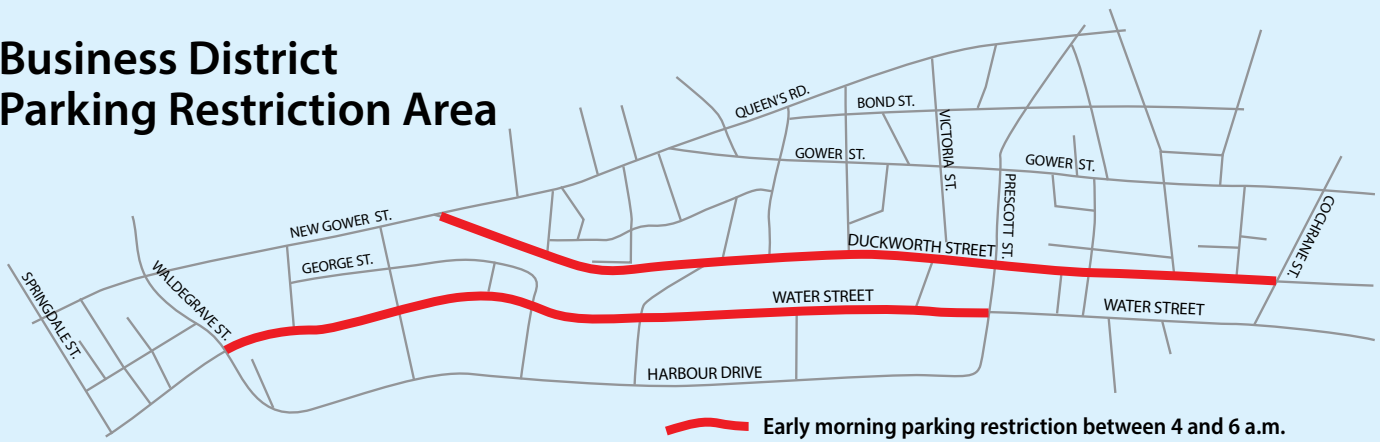 Business District
Parking Restriction Area
QUEEN'S RD.
BOND ST.
VICTORIA ST.
GOWER ST.
GOWER ST.
PRESCOTT ST.
COCHRANE ST.
NEW GOWER ST.
DUCKWORTH STREET
GEORGE ST.
WALDEGRAVE ST.
SPRINGDALE ST.
WATER STREET
WATER STREET
HARBOUR DRIVE
Early morning parking restriction between 4 and 6 a.m.